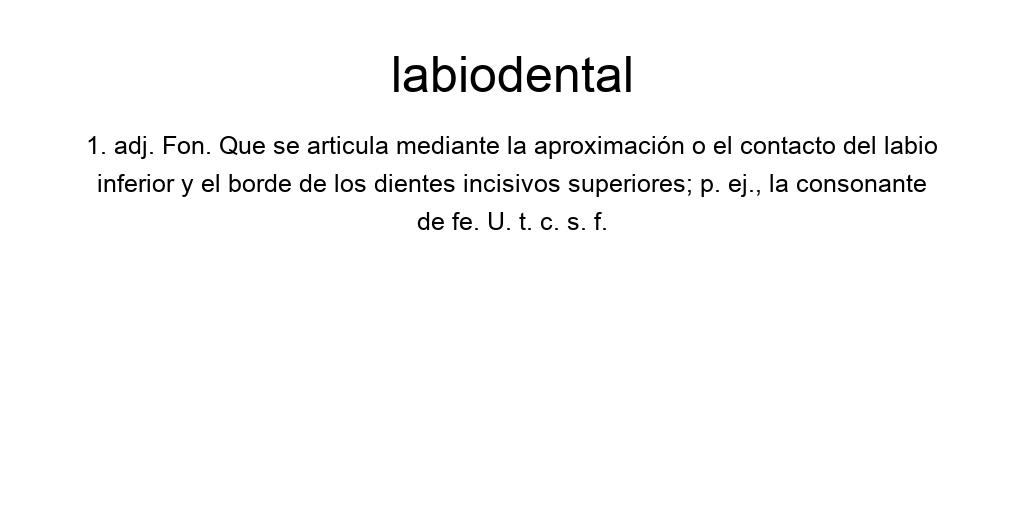 labiodental
1. adj. Fon. Que se articula mediante la aproximación o el contacto del labio
inferior y el borde de los dientes incisivos superiores; p. ej., la consonante
de fe. U. t. c. s. f.